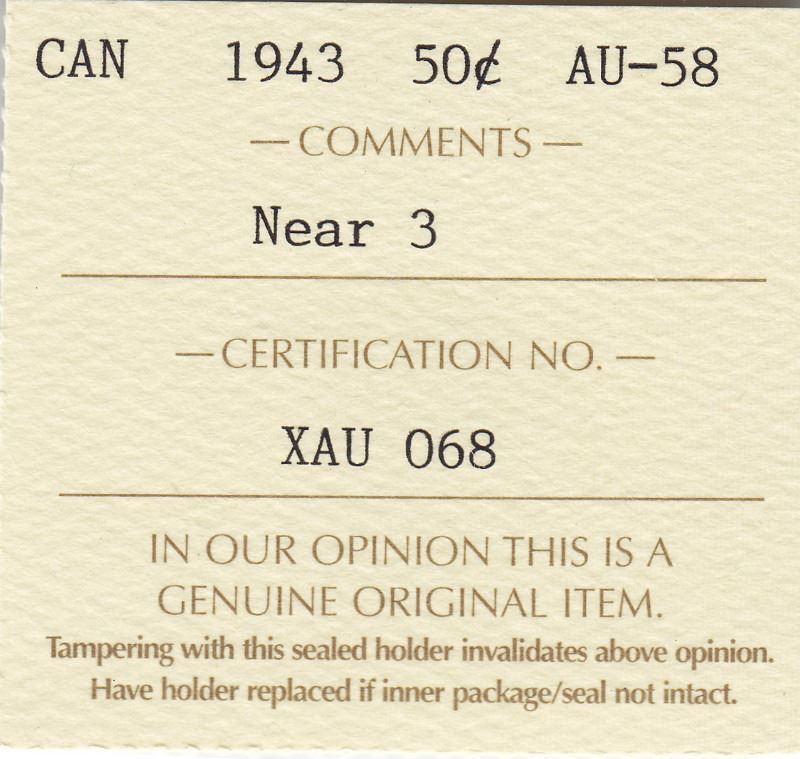 CAN 1943 50¢ AU-58
— COMMENTS —
Near 3
— CERTIFICATION NO. —
XAU 068
IN OUR OPINION THIS IS A
GENUINE ORIGINAL ITEM.
Tampering with this sealed holder invalidates above opinion.
Have holder replaced if inner package/seal not intact.